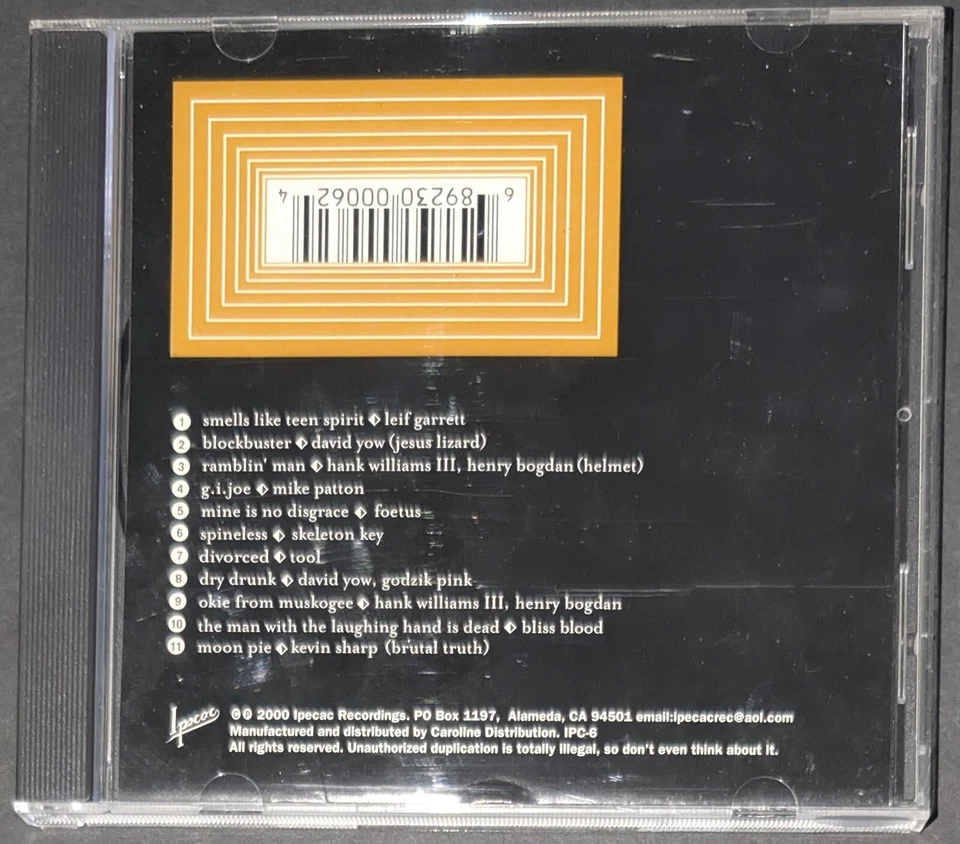 6 89230 00062 4
1 smells like teen spirit leif garrett
2 blockbuster david yow (jesus lizard)
3 ramblin' man hank williams III, henry bogdan (helmet)
4 g.i.joe mike patton
5 mine is no disgrace foetus
6 spineless skeleton key
7 divorced tool
8 dry drunk david yow, godzik pink
9 okie from muskogee hank williams III, henry bogdan
10 the man with the laughing hand is dead bliss blood
11 moon pie kevin sharp (brutal truth)
Ipecac
℗© 2000 Ipecac Recordings. PO Box 1197, Alameda, CA 94501 email:ipecacrec@aol.com
Manufactured and distributed by Caroline Distribution. IPC-6
All rights reserved. Unauthorized duplication is totally illegal, so don't even think about it.